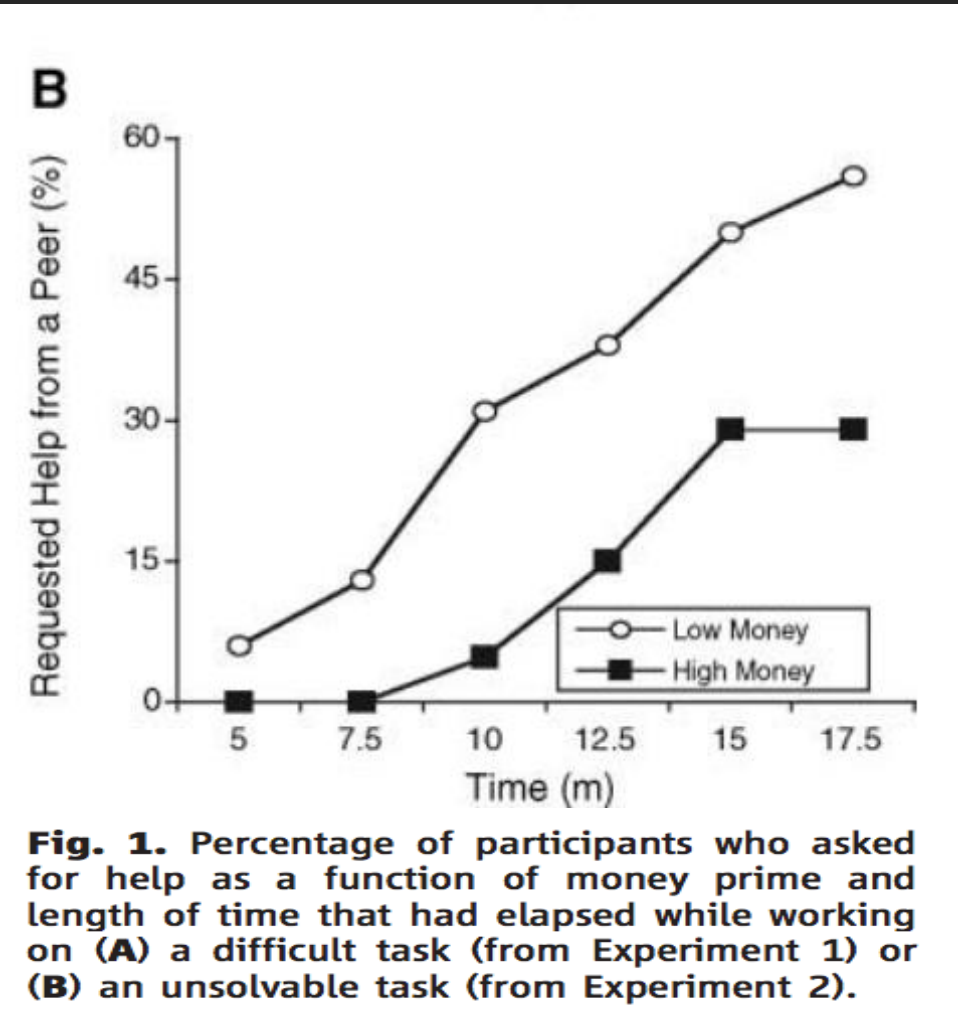 B
Requested Help from a Peer (%)
60
45
30
15
0
Low Money
High Money
5 7.5 10 12.5 15 17.5
Time (m)
Fig. 1. Percentage of participants who asked
for help as a function of money prime and
length of time that had elapsed while working
on (A) a difficult task (from Experiment 1) or
(B) an unsolvable task (from Experiment 2).